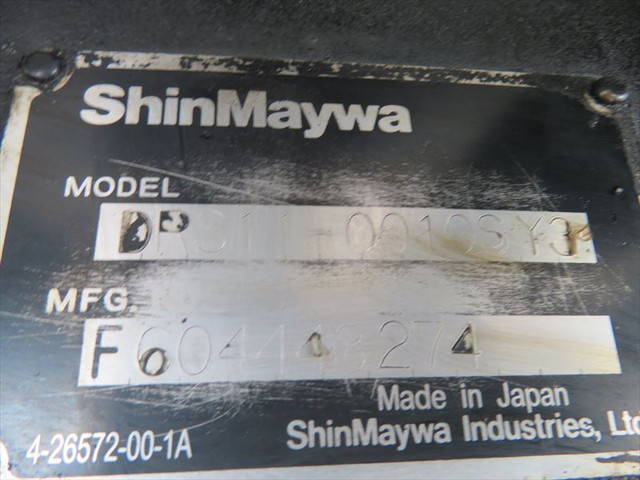 ShinMaywa
MODEL
MFG.
Made in Japan
4-26572-00-1A
ShinMaywa Industries, Ltd